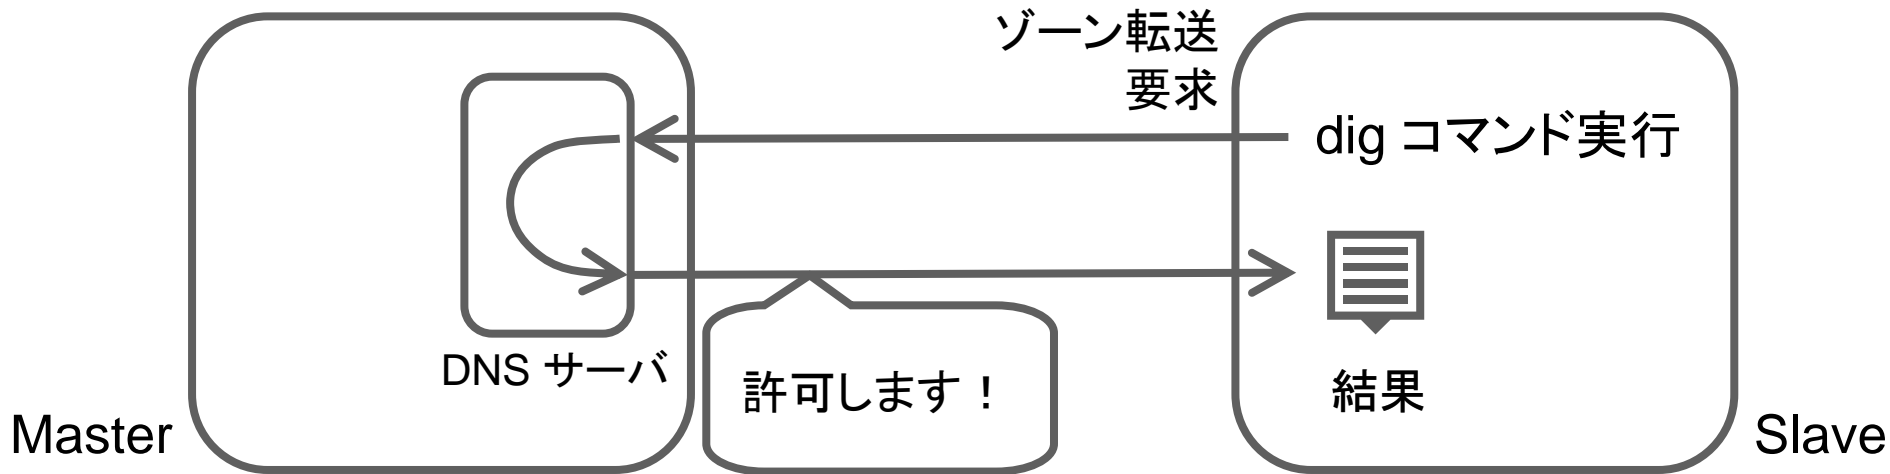 ゾーン転送
要求
dig コマンド実行
DNS サーバ
許可します！
結果
Master
Slave